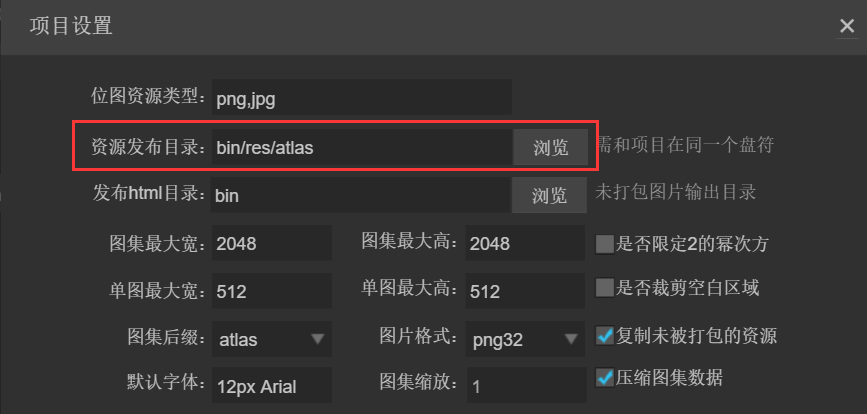 项目设置
位图资源类型： png,jpg
资源发布目录： bin/res/atlas 浏览 需和项目在同一个盘符
发布html目录： bin 浏览 未打包图片输出目录
图集最大宽： 2048 图集最大高： 2048 是否限定2的幂次方
单图最大宽： 512 单图最大高： 512 是否裁剪空白区域
图集后缀： atlas 图片格式： png32 复制未被打包的资源
默认字体： 12px Arial 图集缩放： 1 压缩图集数据